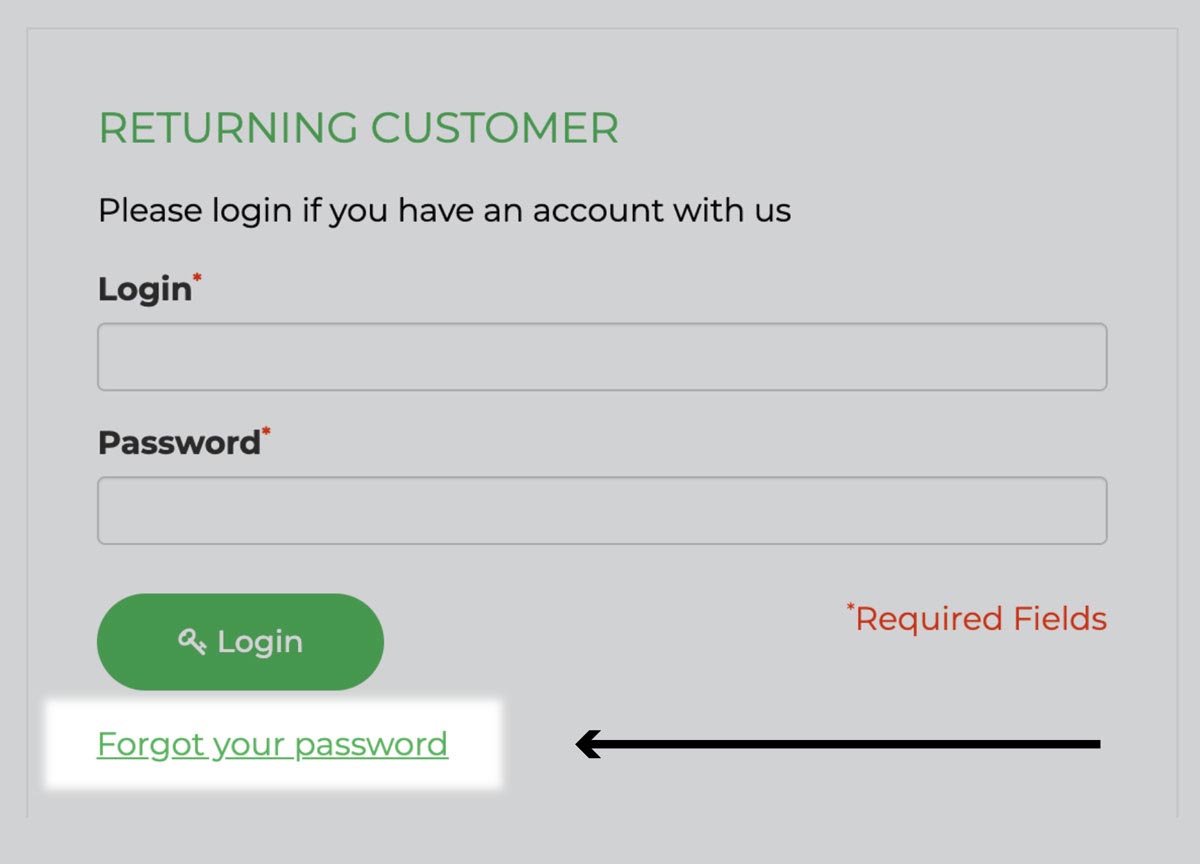 RETURNING CUSTOMER
Please login if you have an account with us
Login*
Password*
Login
*Required Fields
Forgot your password